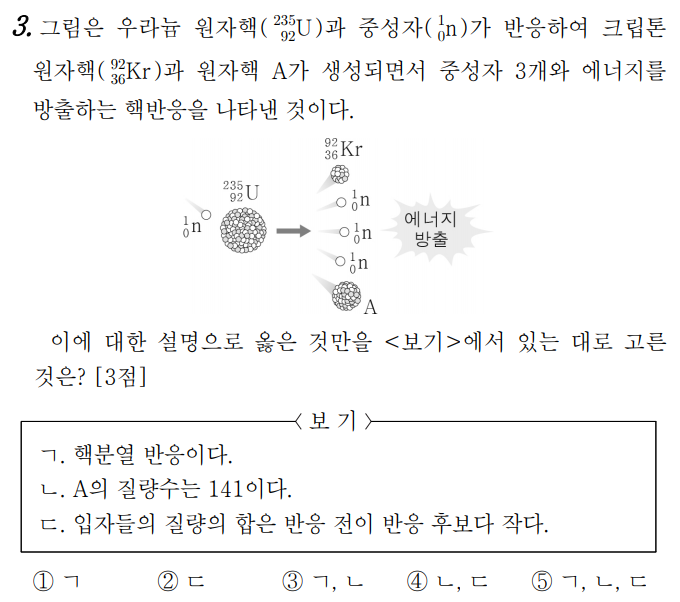 3. 그림은 우라늄 원자핵($^{235}_{92}$U)과 중성자($^{1}_{0}$n)가 반응하여 크립톤
원자핵($^{92}_{36}$Kr)과 원자핵 A가 생성되면서 중성자 3개와 에너지를
방출하는 핵반응을 나타낸 것이다.
$^{92}_{36}$Kr
$^{235}_{92}$U
$^{1}_{0}$n
$^{1}_{0}$n
$^{1}_{0}$n
$^{1}_{0}$n
에너지
방출
A
이에 대한 설명으로 옳은 것만을 <보기>에서 있는 대로 고른
것은? [3점]
〈 보 기 〉
ㄱ. 핵분열 반응이다.
ㄴ. A의 질량수는 141이다.
ㄷ. 입자들의 질량의 합은 반응 전이 반응 후보다 작다.
① ㄱ ② ㄷ ③ ㄱ, ㄴ ④ ㄴ, ㄷ ⑤ ㄱ, ㄴ, ㄷ